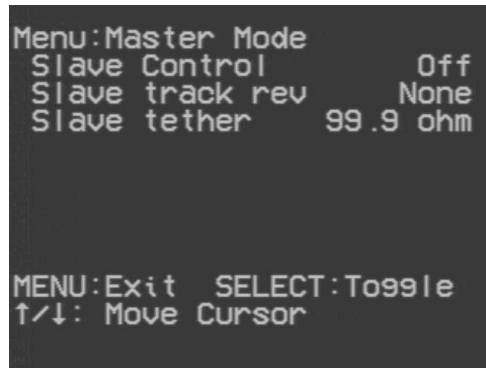 Menu:Master Mode
Slave Control Off
Slave track rev None
Slave tether 99.9 ohm
MENU:Exit SELECT:Toggle
↑/↓: Move Cursor